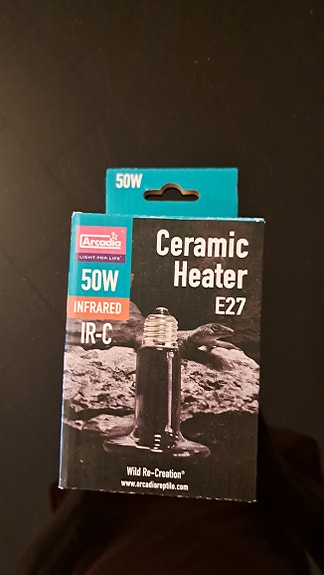 50W
Arcadia
LIGHT FOR LIFE®
50W
INFRARED
IR-C
Ceramic
Heater
E27
Wild Re-Creation®
www.arcadiareptile.com